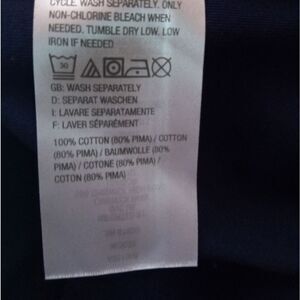 CYCLE. WASH SEPARATELY. ONLY
NON-CHLORINE BLEACH WHEN
NEEDED. TUMBLE DRY LOW. LOW
IRON IF NEEDED
30
GB: WASH SEPARATELY
D: SEPARAT WASCHEN
I: LAVARE SEPARATAMENTE
F: LAVER SÉPARÉMENT
100% COTTON (80% PIMA) / COTTON
(80% PIMA) / BAUMWOLLE (80%
PIMA) / COTONE (80% PIMA) /
COTON (80% PIMA)